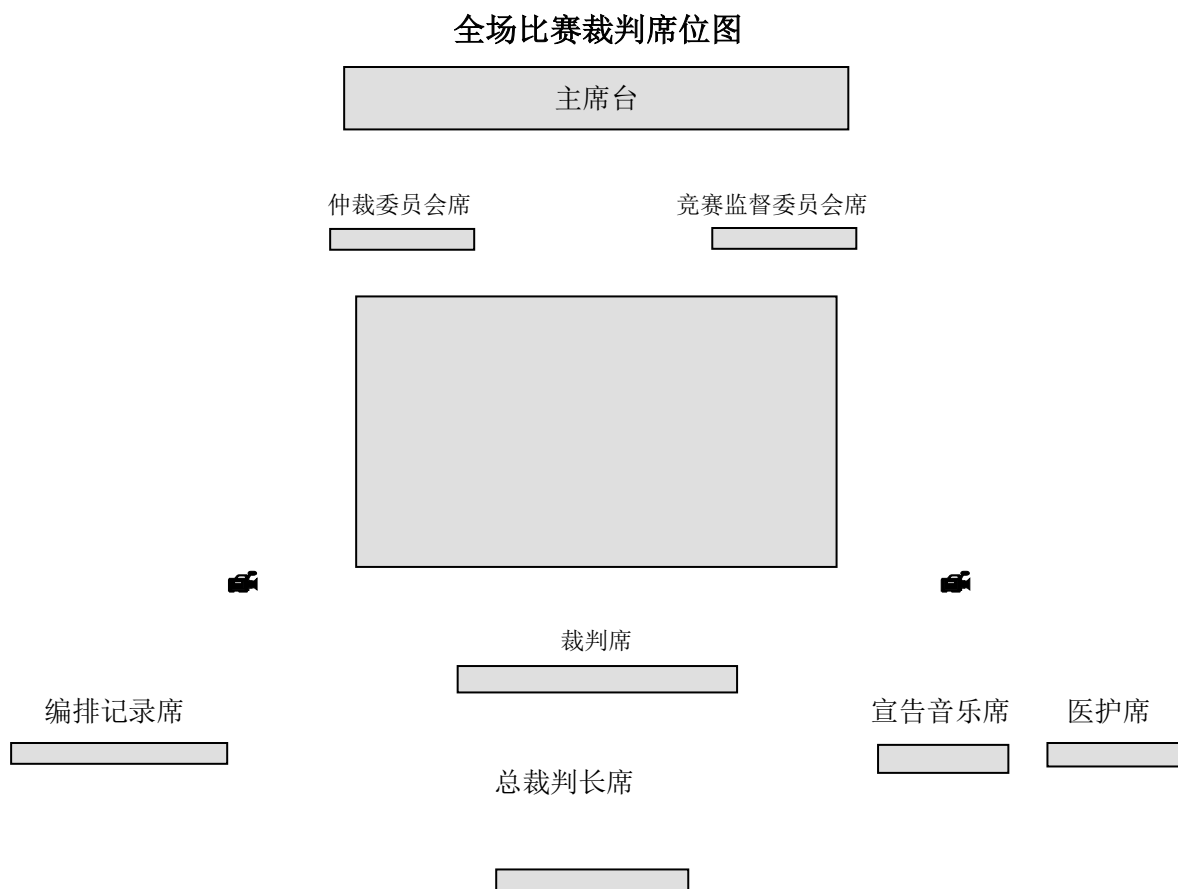 全场比赛裁判席位图
主席台
仲裁委员会席
竞赛监督委员会席
裁判席
编排记录席
宣告音乐席
医护席
总裁判长席